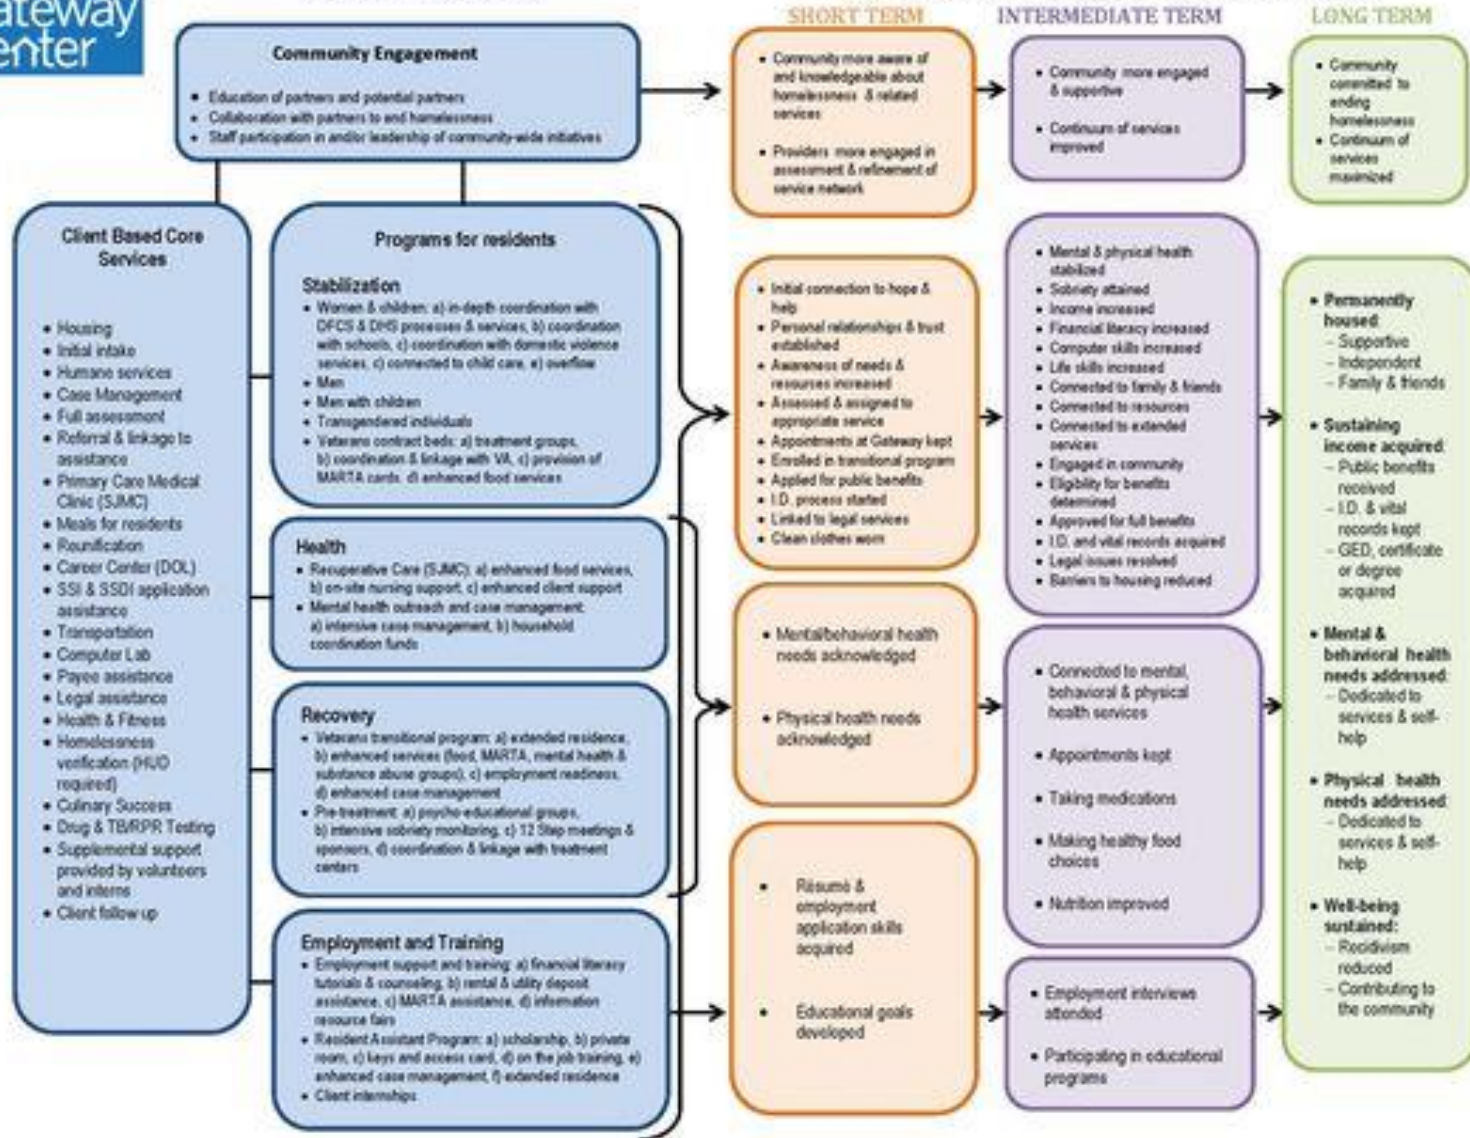 ateway
enter
SHORT TERM
INTERMEDIATE TERM
LONG TERM
Community Engagement
• Education of partners and potential partners
• Collaboration with partners to end homelessness
• Staff participation in and/or leadership of community-wide initiatives
• Community more aware of
and knowledgeable about
homelessness & related
services
• Providers more engaged in
assessment & refinement of
service network
• Community more engaged
& supportive
• Continuum of services
improved
• Community
committed to
ending
homelessness
• Continuum of
services
maximized
Client Based Core
Services
• Housing
• Initial intake
• Humane services
• Case Management
• Full assessment
• Referral & linkage to
assistance
• Primary Care Medical
Clinic (SJMC)
• Meals for residents
• Reunification
• Career Center (DOL)
• SSI & SSDI application
assistance
• Transportation
• Computer Lab
• Payee assistance
• Legal assistance
• Health & Fitness
• Homelessness
verification (HUD
required)
• Culinary Success
• Drug & TB/RPR Testing
• Supplemental support
provided by volunteers
and interns
• Client follow up
Programs for residents
Stabilization
• Women & children: a) in-depth coordination with
DFCS & DHS processes & services, b) coordination
with schools, c) coordination with domestic violence
services, c) connected to child care, e) overflow
• Men
• Men with children
• Transgendered individuals
• Veterans contract beds: a) treatment groups,
b) coordination & linkage with VA, c) provision of
MARTA cards, d) enhanced food services
Health
• Recuperative Care (SJMC): a) enhanced food services,
b) on-site nursing support, c) enhanced client support
• Mental health outreach and case management:
a) intensive case management, b) household
coordination funds
Recovery
• Veterans transitional program: a) extended residence,
b) enhanced services (food, MARTA, mental health &
substance abuse groups), c) employment readiness,
d) enhanced case management
• Pre-treatment: a) psycho-educational groups,
b) intensive sobriety monitoring, c) 12 Step meetings &
sponsors, d) coordination & linkage with treatment
centers
Employment and Training
• Employment support and training: a) financial literacy
tutorials & counseling, b) rental & utility deposit
assistance, c) MARTA assistance, d) information
resource fairs
• Resident Assistant Program: a) scholarship, b) private
room, c) keys and access card, d) on the job training, e)
enhanced case management, f) extended residence
• Client internships
• Initial connection to hope &
help
• Personal relationships & trust
established
• Awareness of needs &
resources increased
• Assessed & assigned to
appropriate service
• Appointments at Gateway kept
• Enrolled in transitional program
• Applied for public benefits
• I.D. process started
• Linked to legal services
• Clean clothes worn
• Mental/behavioral health
needs acknowledged
• Physical health needs
acknowledged
• Résumé &
employment
application skills
acquired
• Educational goals
developed
• Mental & physical health
stabilized
• Sobriety attained
• Income increased
• Financial literacy increased
• Computer skills increased
• Life skills increased
• Connected to family & friends
• Connected to resources
• Connected to extended
services
• Engaged in community
• Eligibility for benefits
determined
• Approved for full benefits
• I.D. and vital records acquired
• Legal issues resolved
• Barriers to housing reduced
• Connected to mental,
behavioral & physical
health services
• Appointments kept
• Taking medications
• Making healthy food
choices
• Nutrition improved
• Employment interviews
attended
• Participating in educational
programs
• Permanently
housed:
– Supportive
– Independent
– Family & friends
• Sustaining
income acquired:
– Public benefits
received
– I.D. & vital
records kept
– GED, certificate
or degree
acquired
• Mental &
behavioral health
needs addressed:
– Dedicated to
services & self-
help
• Physical health
needs addressed:
– Dedicated to
services & self-
help
• Well-being
sustained:
– Recidivism
reduced
– Contributing to
the community